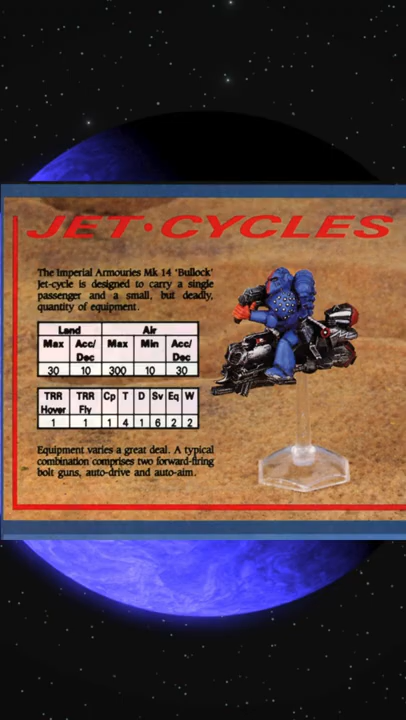 JET·CYCLES
The Imperial Armouries Mk 14 'Bullock'
jet-cycle is designed to carry a single
passenger and a small, but deadly,
quantity of equipment.
Land Air
Max Acc/ Max Min Acc/
Dec Dec
30 10 300 10 30
TRR TRR Cp T D Sv Eq W
Hover Fly
1 1 1 4 1 6 2 2
Equipment varies a great deal. A typical
combination comprises two forward-firing
bolt guns, auto-drive and auto-aim.